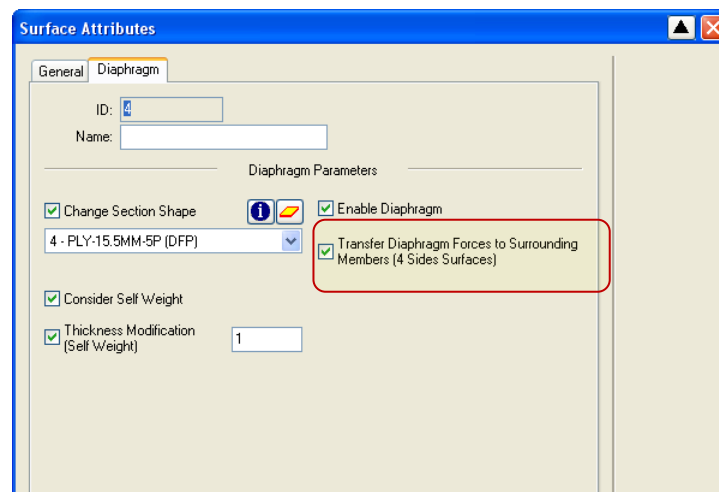 Surface Attributes
General Diaphragm
ID: 4
Name:
Diaphragm Parameters
Change Section Shape
Enable Diaphragm
4 - PLY-15.5MM-5P (DFP)
Transfer Diaphragm Forces to Surrounding
Members (4 Sides Surfaces)
Consider Self Weight
Thickness Modification
(Self Weight)
1